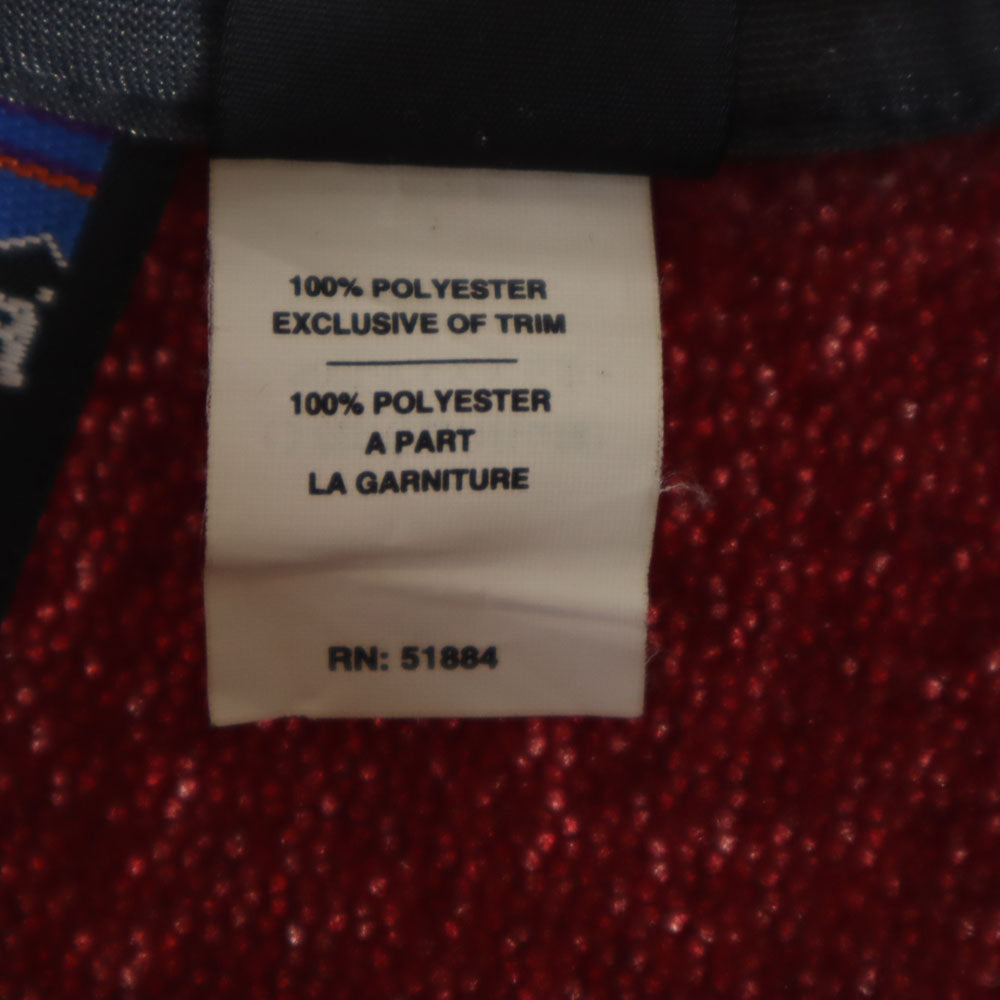 100% POLYESTER
EXCLUSIVE OF TRIM
100% POLYESTER
A PART
LA GARNITURE
RN: 51884